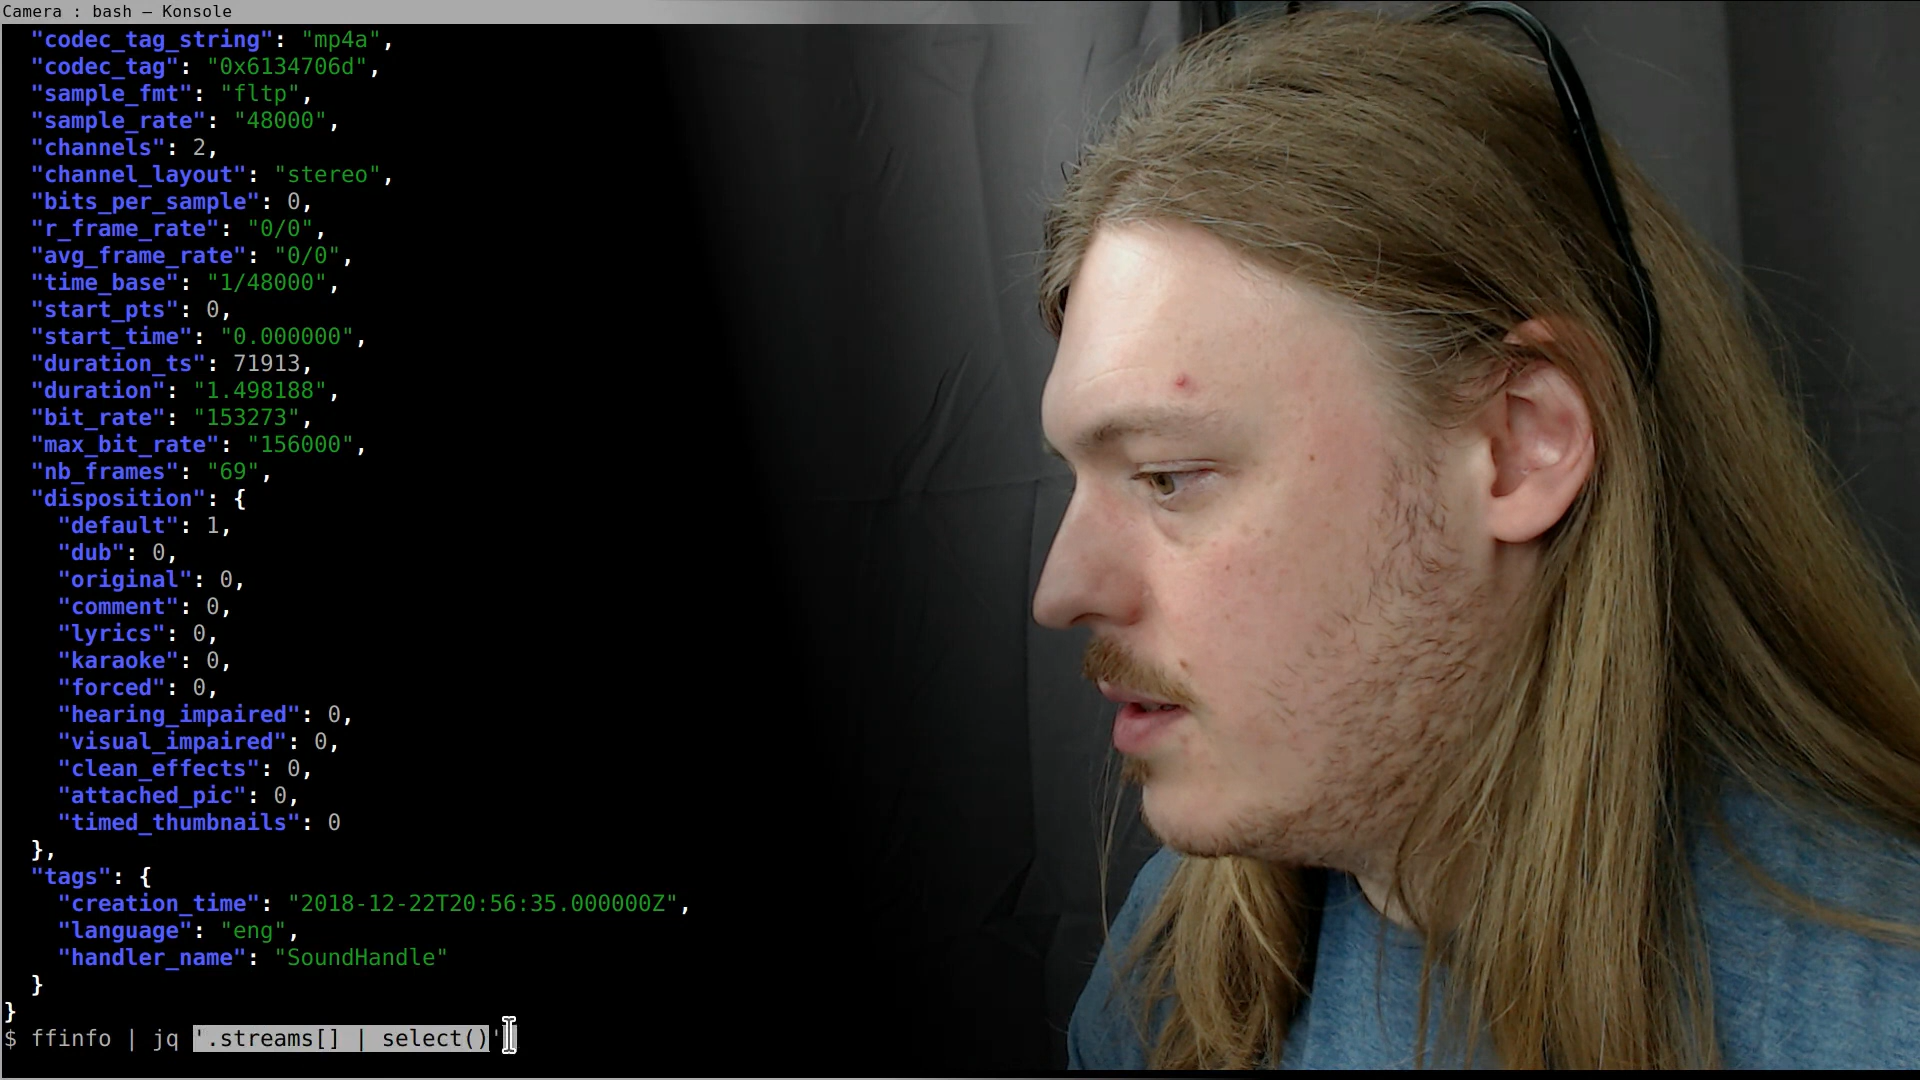 Camera : bash — Konsole
"codec_tag_string": "mp4a",
"codec_tag": "0x6134706d",
"sample_fmt": "fltp",
"sample_rate": "48000",
"channels": 2,
"channel_layout": "stereo",
"bits_per_sample": 0,
"r_frame_rate": "0/0",
"avg_frame_rate": "0/0",
"time_base": "1/48000",
"start_pts": 0,
"start_time": "0.000000",
"duration_ts": 71913,
"duration": "1.498188",
"bit_rate": "153273",
"max_bit_rate": "156000",
"nb_frames": "69",
"disposition": {
"default": 1,
"dub": 0,
"original": 0,
"comment": 0,
"lyrics": 0,
"karaoke": 0,
"forced": 0,
"hearing_impaired": 0,
"visual_impaired": 0,
"clean_effects": 0,
"attached_pic": 0,
"timed_thumbnails": 0
},
"tags": {
"creation_time": "2018-12-22T20:56:35.000000Z",
"language": "eng",
"handler_name": "SoundHandle"
}
}
$ ffinfo | jq '.streams[] | select()'